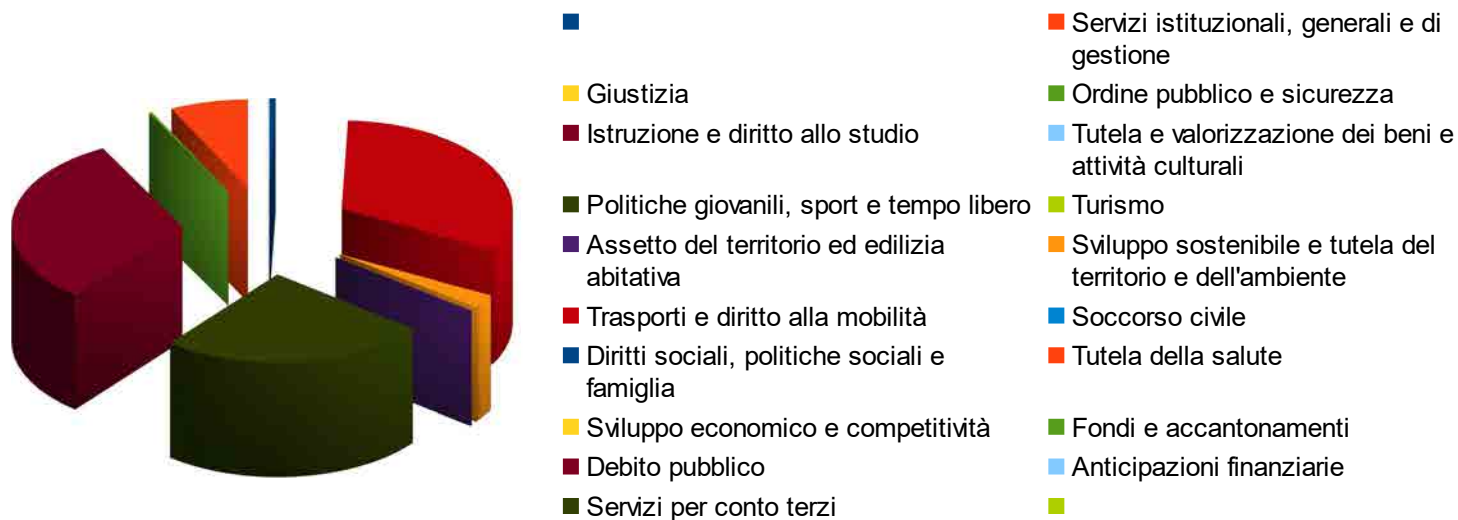 Servizi istituzionali, generali e di
gestione
Giustizia
Ordine pubblico e sicurezza
Istruzione e diritto allo studio
Tutela e valorizzazione dei beni e
attività culturali
Politiche giovanili, sport e tempo libero
Turismo
Assetto del territorio ed edilizia
abitativa
Sviluppo sostenibile e tutela del
territorio e dell'ambiente
Trasporti e diritto alla mobilità
Soccorso civile
Diritti sociali, politiche sociali e
famiglia
Tutela della salute
Sviluppo economico e competitività
Fondi e accantonamenti
Debito pubblico
Anticipazioni finanziarie
Servizi per conto terzi